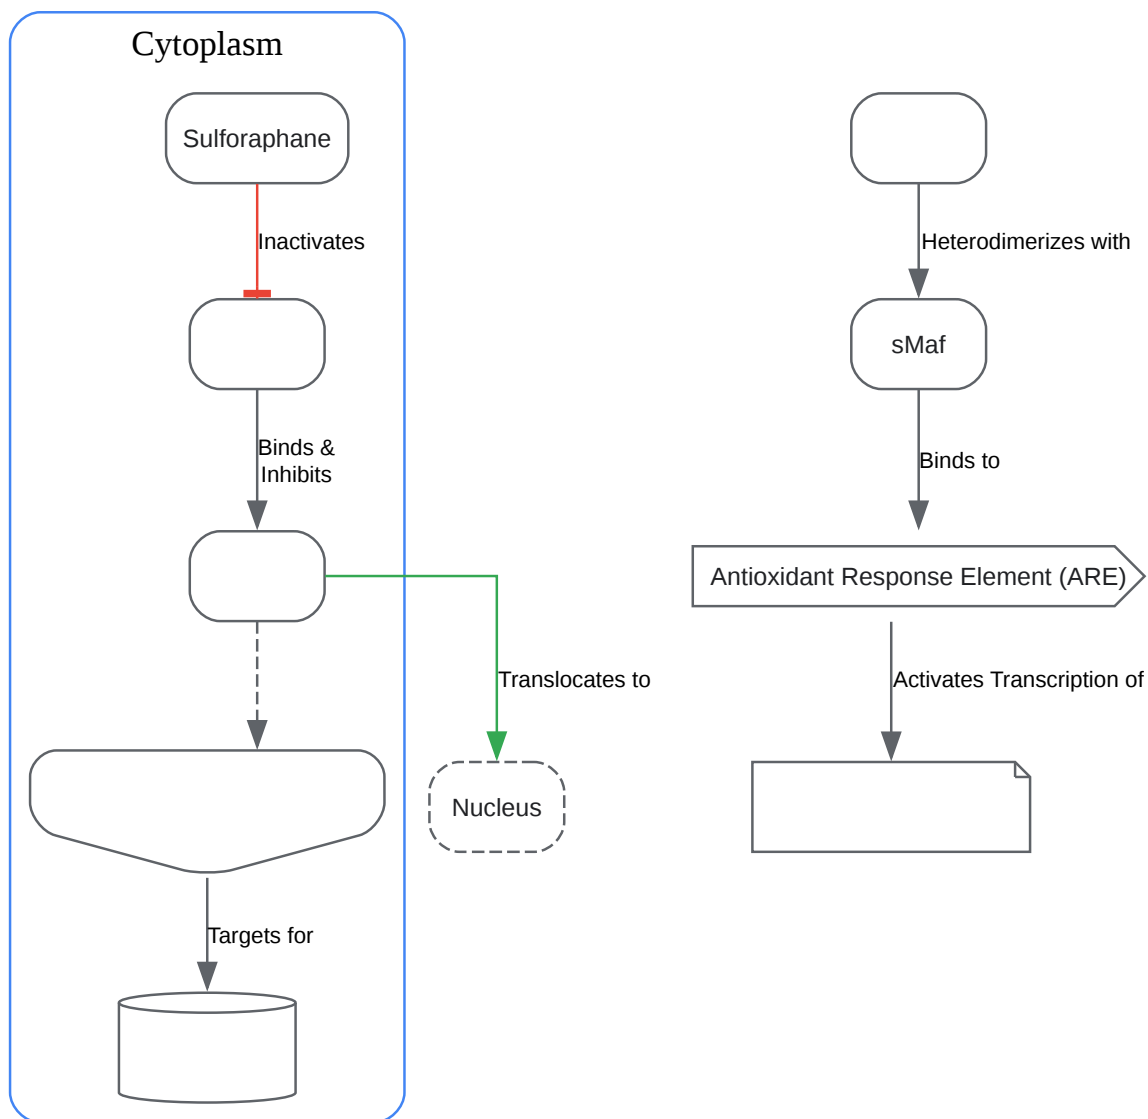 Cytoplasm
Sulforaphane
Inactivates
Binds &
Inhibits
Translocates to
Nucleus
Targets for
Heterodimerizes with
sMaf
Binds to
Antioxidant Response Element (ARE)
Activates Transcription of